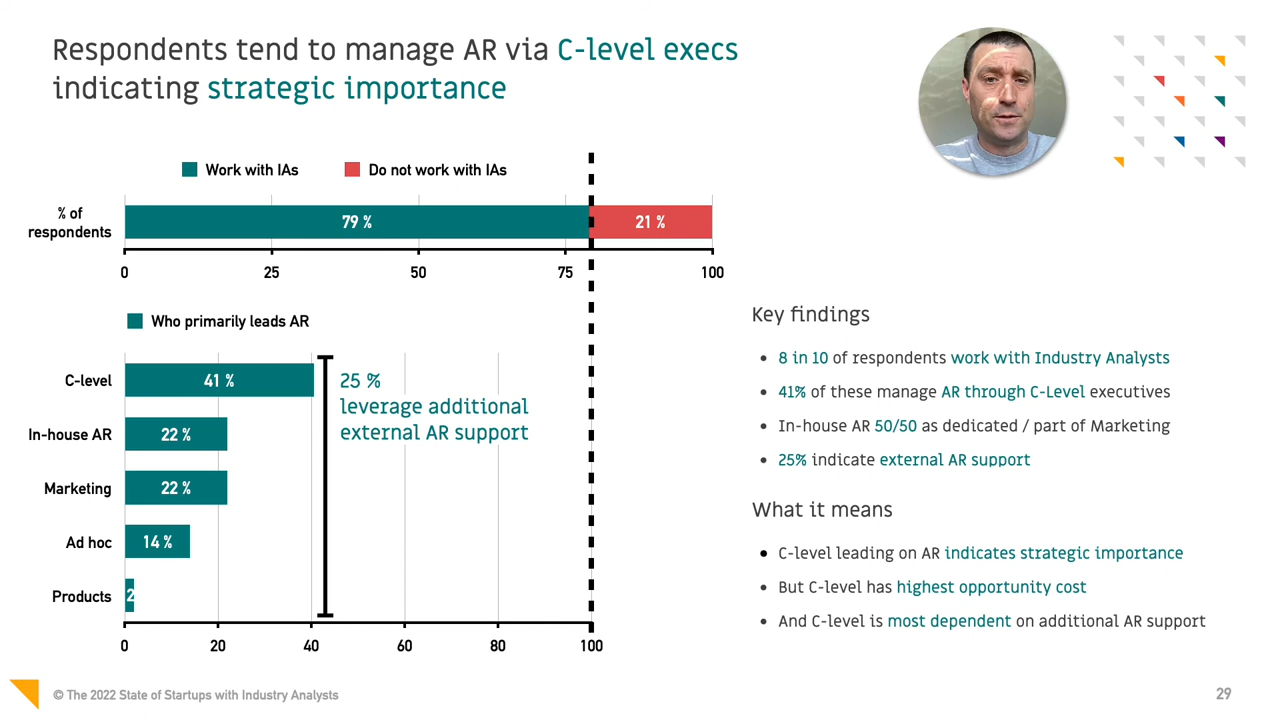 Respondents tend to manage AR via C-level execs
indicating strategic importance
Work with IAs
Do not work with IAs
% of
respondents
79 %
21 %
0
25
50
75
100
Who primarily leads AR
C-level
41 %
In-house AR
22 %
Marketing
22 %
Ad hoc
14 %
Products
2
25 %
leverage additional
external AR support
0
20
40
60
80
100
Key findings
• 8 in 10 of respondents work with Industry Analysts
• 41% of these manage AR through C-Level executives
• In-house AR 50/50 as dedicated / part of Marketing
• 25% indicate external AR support
What it means
• C-level leading on AR indicates strategic importance
• But C-level has highest opportunity cost
• And C-level is most dependent on additional AR support
© The 2022 State of Startups with Industry Analysts
29